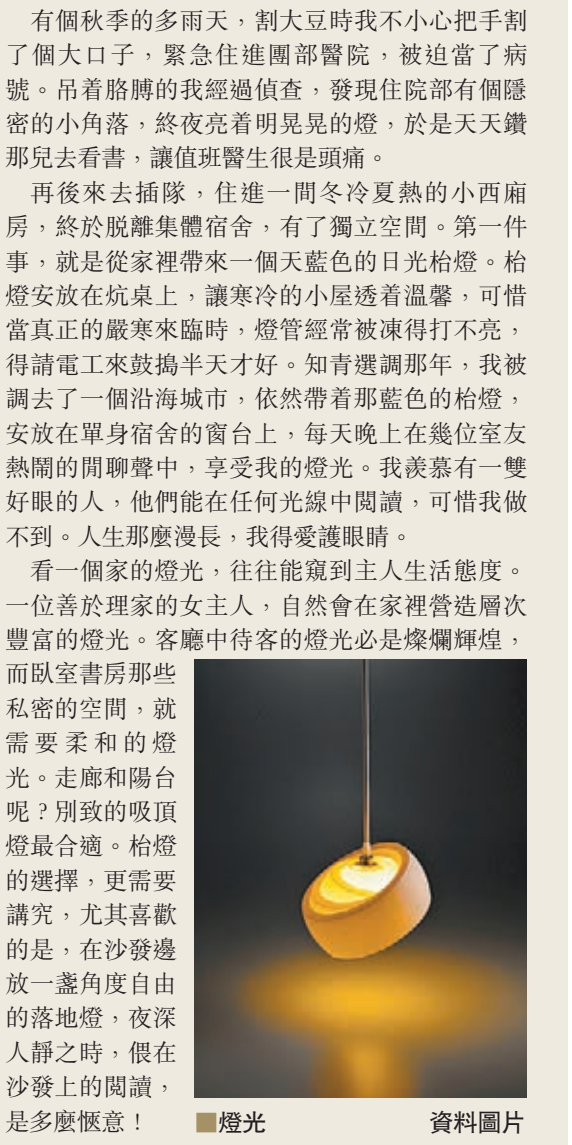 有個秋季的多雨天，割大豆時我不小心把手割
了個大口子，緊急住進團部醫院，被迫當了病
號。吊着胳膊的我經過偵查，發現住院部有個隱
密的小角落，終夜亮着明晃晃的燈，於是天天鑽
那兒去看書，讓值班醫生很是頭痛。
再後來去插隊，住進一間冬冷夏熱的小西廂
房，終於脱離集體宿舍，有了獨立空間。第一件
事，就是從家裡帶來一個天藍色的日光枱燈。枱
燈安放在炕桌上，讓寒冷的小屋透着溫馨，可惜
當真正的嚴寒來臨時，燈管經常被凍得打不亮，
得請電工來鼓搗半天才好。知青選調那年，我被
調去了一個沿海城市，依然帶着那藍色的枱燈，
安放在單身宿舍的窗台上，每天晚上在幾位室友
熱鬧的閒聊聲中，享受我的燈光。我羨慕有一雙
好眼的人，他們能在任何光線中閱讀，可惜我做
不到。人生那麼漫長，我得愛護眼睛。
看一個家的燈光，往往能窺到主人生活態度。
一位善於理家的女主人，自然會在家裡營造層次
豐富的燈光。客廳中待客的燈光必是燦爛輝煌，
而臥室書房那些
私密的空間，就
需要柔和的燈
光。走廊和陽台
呢？別致的吸頂
燈最合適。枱燈
的選擇，更需要
講究，尤其喜歡
的是，在沙發邊
放一盞角度自由
的落地燈，夜深
人靜之時，偎在
沙發上的閱讀，
是多麼愜意！
■燈光 資料圖片